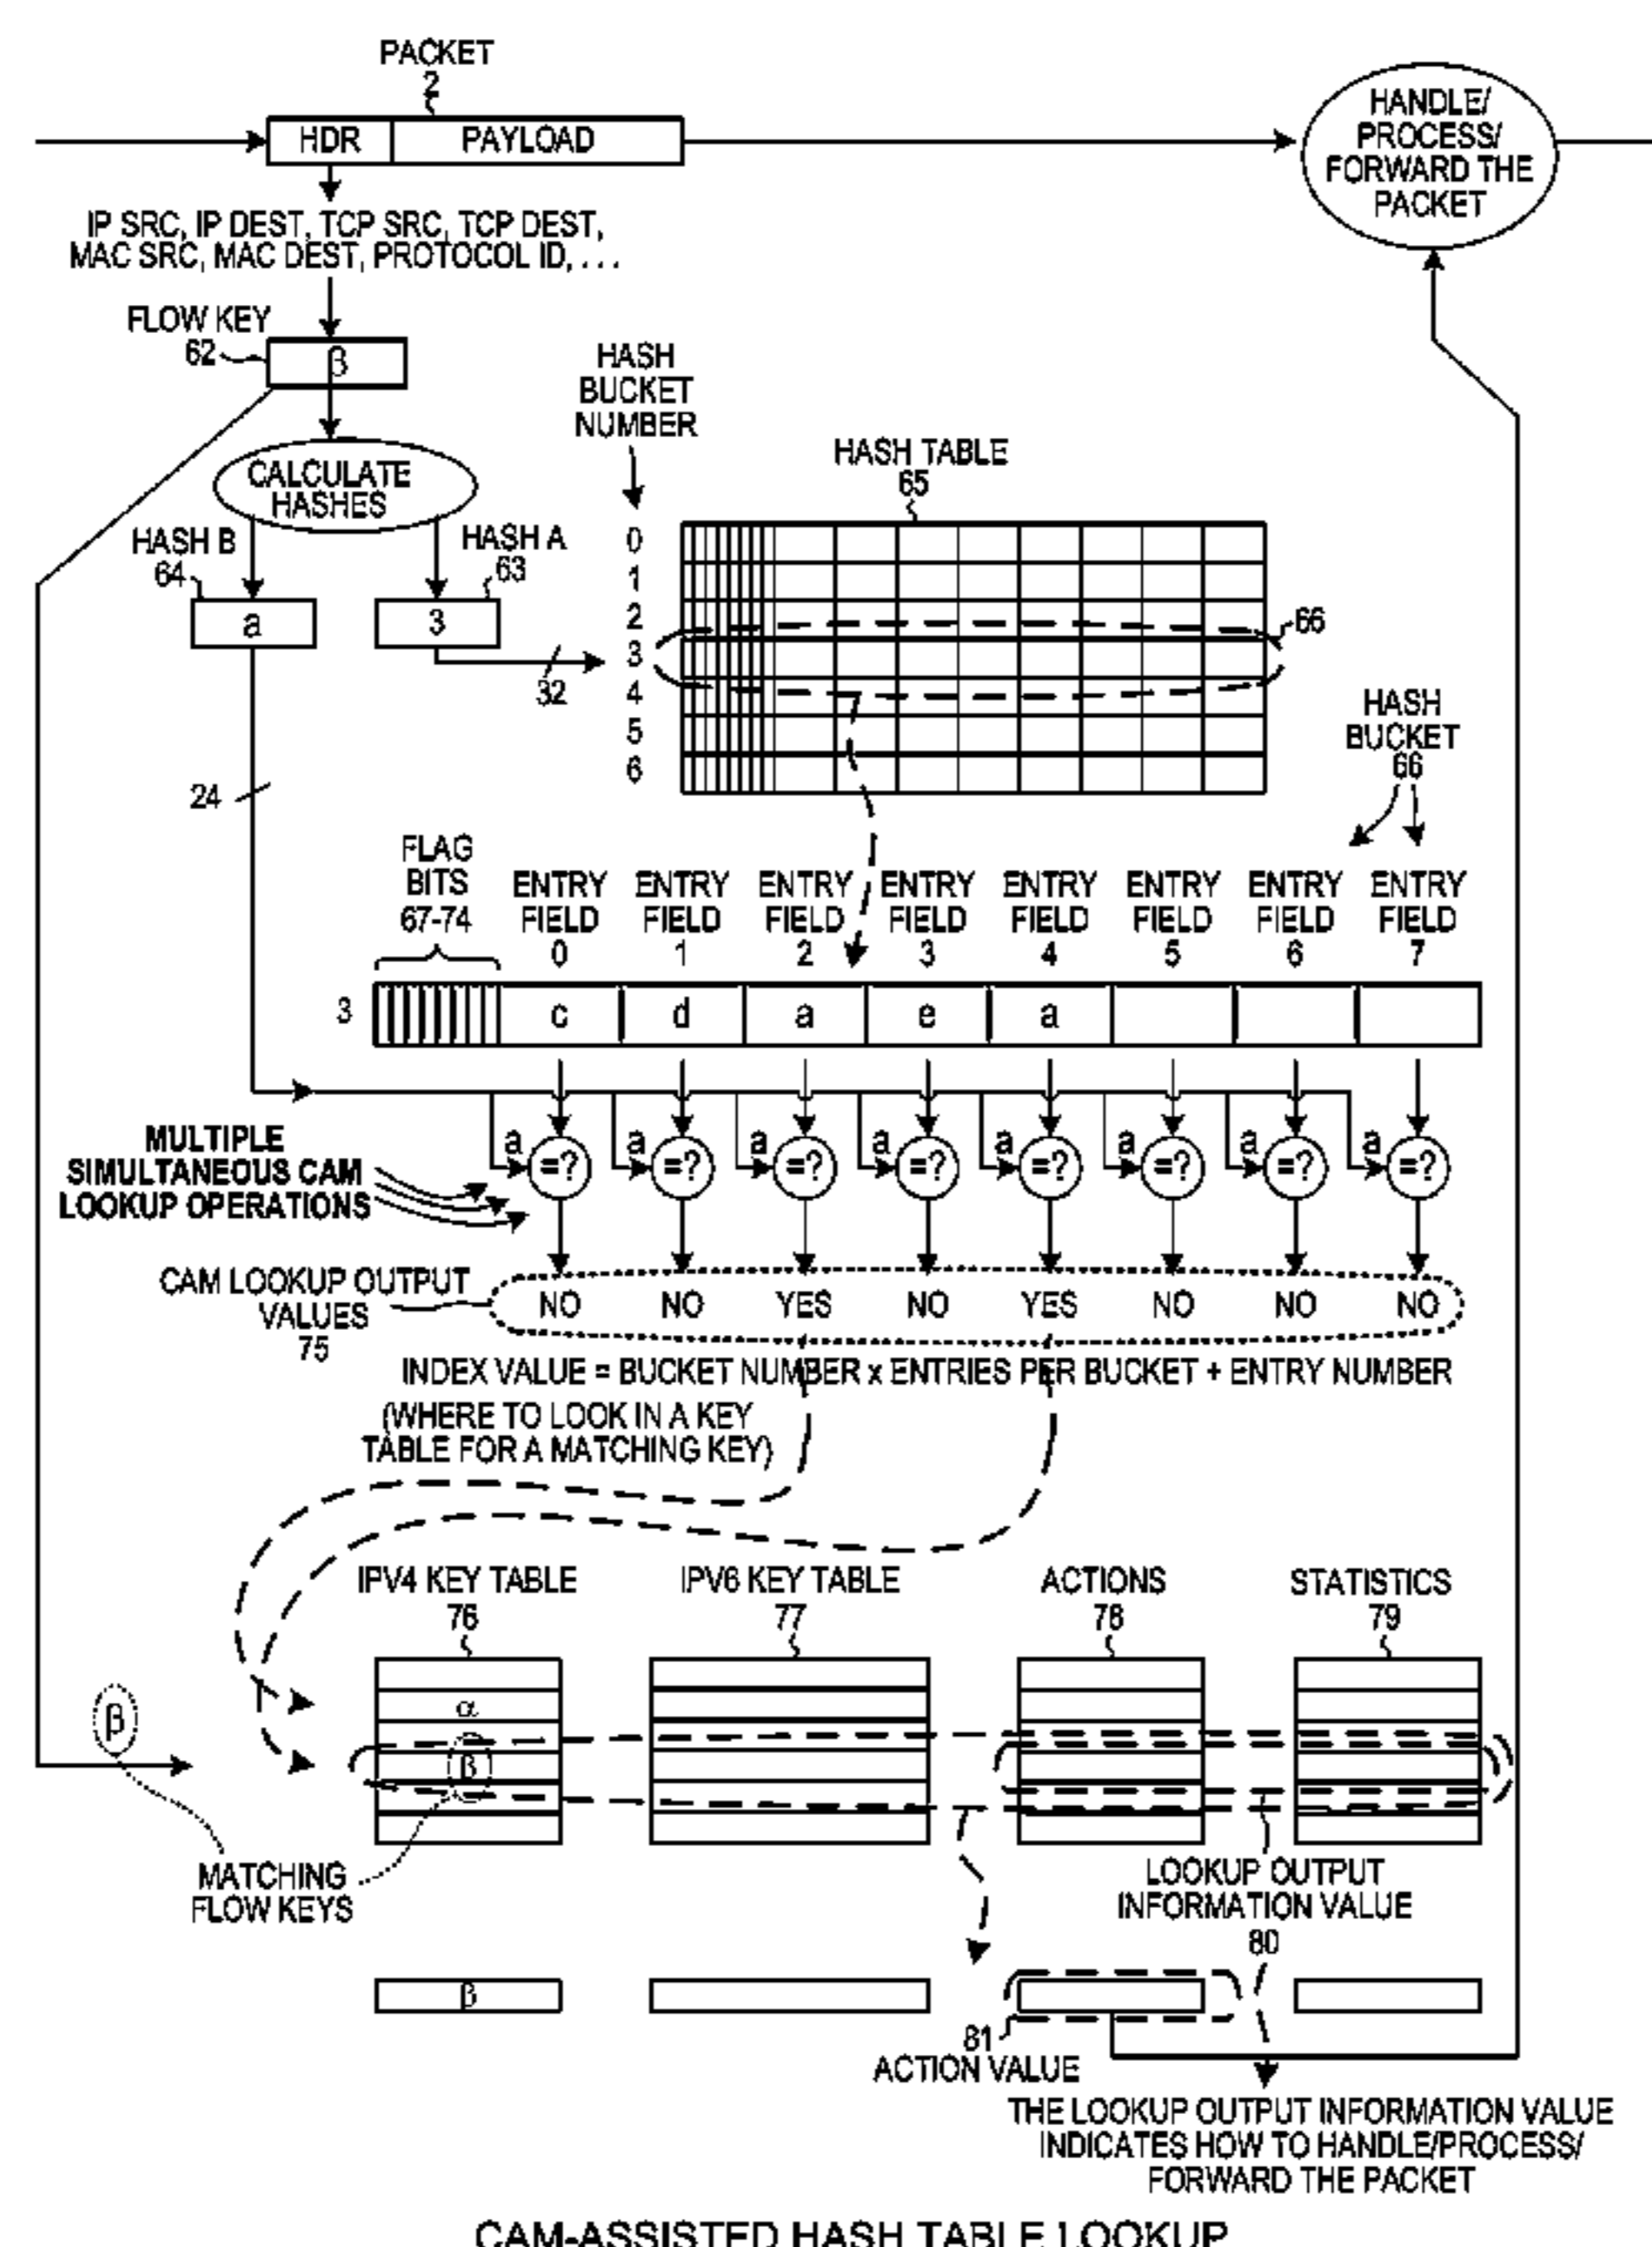 PACKET
2
HDR PAYLOAD
HANDLE/
PROCESS/
FORWARD THE
PACKET
IP SRC, IP DEST, TCP SRC, TCP DEST,
MAC SRC, MAC DEST, PROTOCOL ID, . . .
FLOW KEY
62
β
CALCULATE
HASHES
HASH B
64
a
HASH A
63
3
32
24
HASH
BUCKET
NUMBER
HASH TABLE
65
0
1
2
3
4
5
6
66
HASH
BUCKET
66
FLAG
BITS
67-74
ENTRY FIELD 0
ENTRY FIELD 1
ENTRY FIELD 2
ENTRY FIELD 3
ENTRY FIELD 4
ENTRY FIELD 5
ENTRY FIELD 6
ENTRY FIELD 7
3 c d a e a
a a a a a a a a
=? =? =? =? =? =? =? =?
MULTIPLE
SIMULTANEOUS CAM
LOOKUP OPERATIONS
CAM LOOKUP OUTPUT
VALUES
75
NO NO YES NO YES NO NO NO
INDEX VALUE = BUCKET NUMBER x ENTRIES PER BUCKET + ENTRY NUMBER
(WHERE TO LOOK IN A KEY
TABLE FOR A MATCHING KEY)
IPV4 KEY TABLE
76
IPV6 KEY TABLE
77
ACTIONS
78
STATISTICS
79
α
β
β
MATCHING
FLOW KEYS
LOOKUP OUTPUT
INFORMATION VALUE
80
β
81
ACTION VALUE
THE LOOKUP OUTPUT INFORMATION VALUE
INDICATES HOW TO HANDLE/PROCESS/
FORWARD THE PACKET
CAM-ASSISTED HASH TABLE LOOKUP